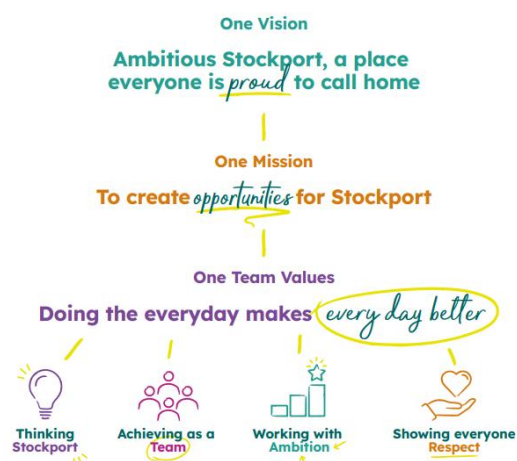 One Vision
Ambitious Stockport, a place
everyone is proud to call home
One Mission
To create opportunities for Stockport
One Team Values
Doing the everyday makes every day better
Thinking
Stockport
Achieving as a
Team
Working with
Ambition
Showing everyone
Respect